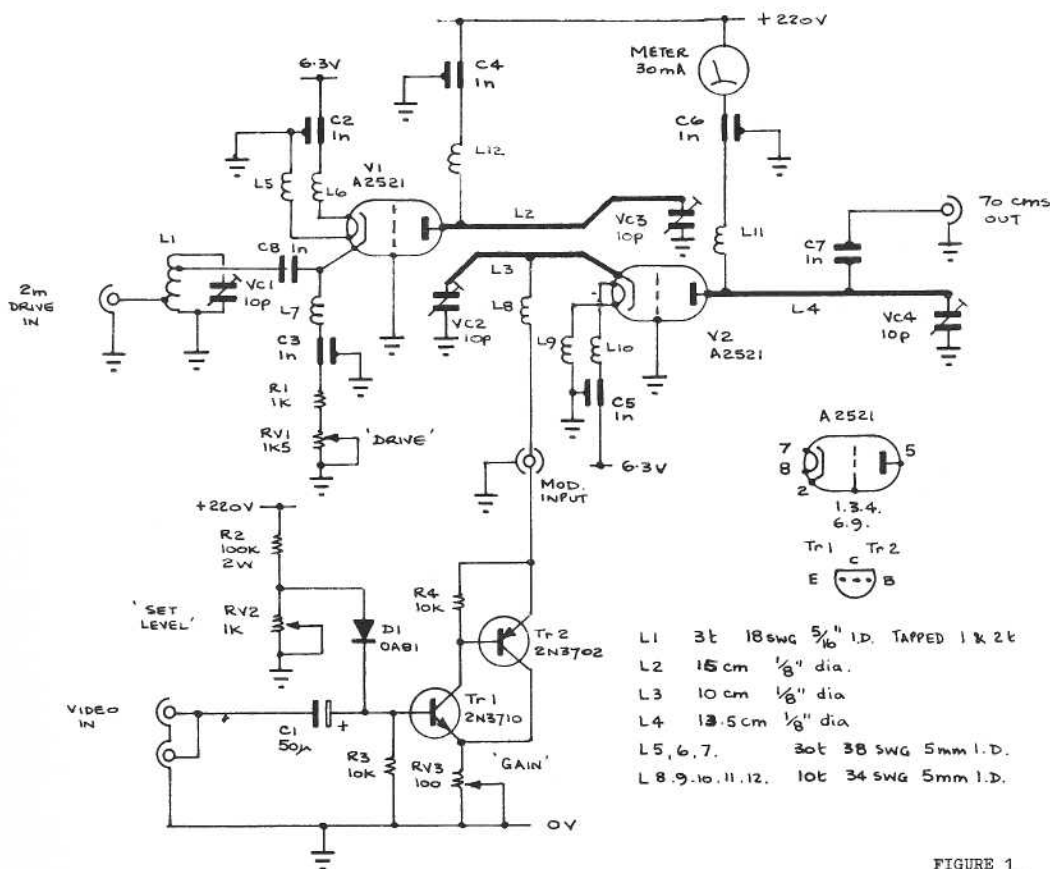 + 220V
METER
30mA
6.3V
C4
1n
C2
1n
C6
1n
L12
V1
A2521
L5
L6
L2
VC3
10p
L11
70 cms
OUT
C7
1n
L1
C8 1n
VC1
10p
L3
L8
2m
DRIVE
IN
L7
VC2
10p
L4
VC4
10p
V2
A2521
L9
L10
C3
1n
C5
1n
R1
1K
RV1
1K5
'DRIVE'
6.3V
MOD.
INPUT
A2521
7
8
2
5
1.3.4.
6.9.
Tr1 C Tr2
E B
+220V
R2
100K
2W
'SET
LEVEL'
RV2
1K
D1
OA81
R4
10K
Tr2
2N3702
Tr1
2N3710
VIDEO
IN
C1
50µ
+
R3
10K
RV3
100
'GAIN'
0V
L1 3t 18swg 5/16" I.D. TAPPED 1 & 2t
L2 15cm 1/8" dia.
L3 10 cm 1/8" dia
L4 13.5cm 1/8" dia
L5,6,7. 30t 38 SWG 5mm I.D.
L8.9.10.11.12. 10t 34 SWG 5mm I.D.
FIGURE 1